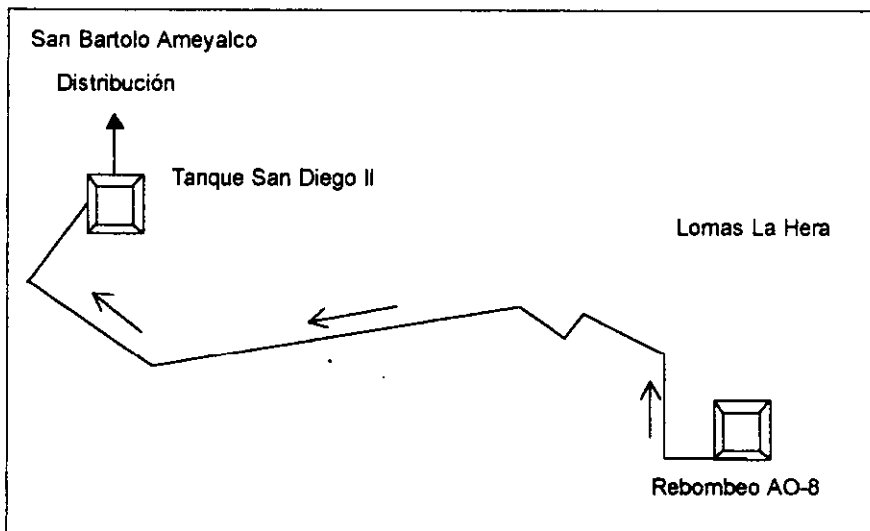 San Bartolo Ameyalco
Distribución
Tanque San Diego II
Lomas La Hera
Rebombeo AO-8